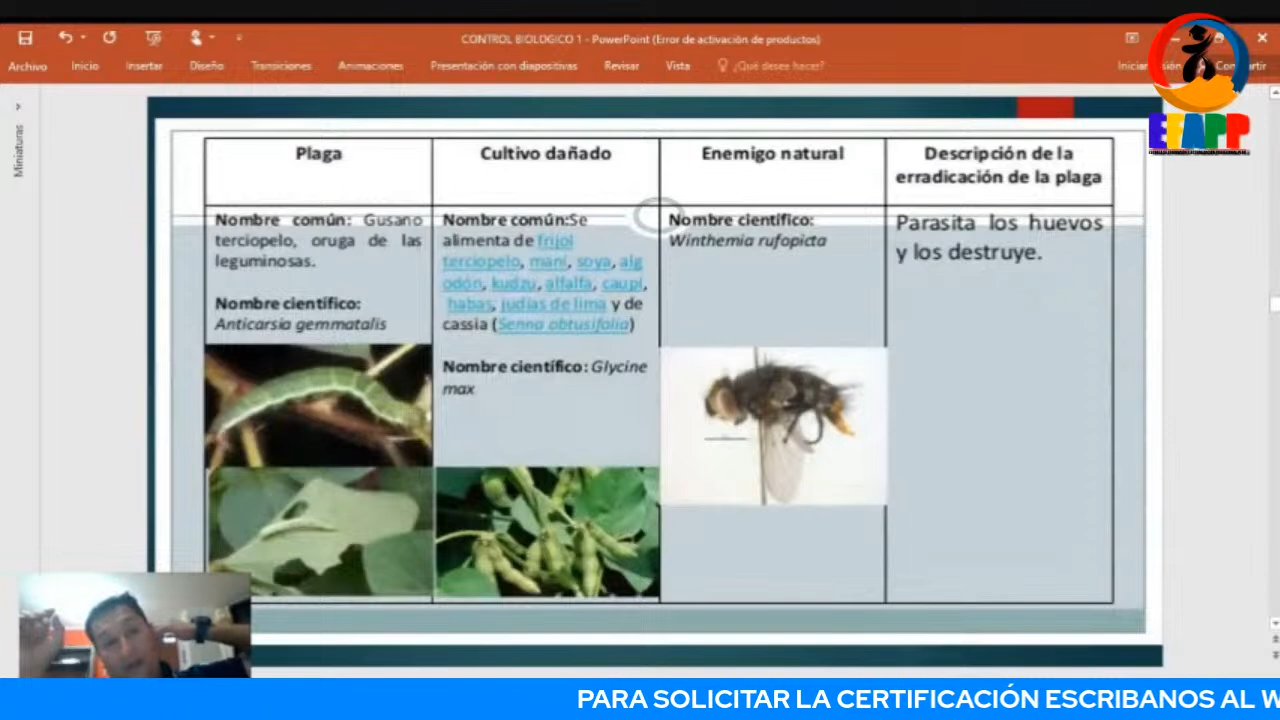 CONTROL BIOLOGICO 1 - PowerPoint (Error de activación de productos)
Archivo Inicio Insertar Diseño Transiciones Animaciones Presentación con diapositivas Revisar Vista ¿Qué desea hacer?
EFAPP
Miniaturas
Plaga
Cultivo dañado
Enemigo natural
Descripción de la
erradicación de la plaga
Nombre común: Gusano
terciopelo, oruga de las
leguminosas.
Nombre científico:
Anticarsia gemmatalis
Nombre común:Se
alimenta de frijol
terciopelo, maní, soya, alg
odón, kudzu, alfalfa, caupí,
habas, judías de lima y de
cassia (Senna obtusifolia)
Nombre científico: Glycine
max
Nombre científico:
Winthemia rufopicta
Parasita los huevos
y los destruye.
PARA SOLICITAR LA CERTIFICACIÓN ESCRIBANOS AL W